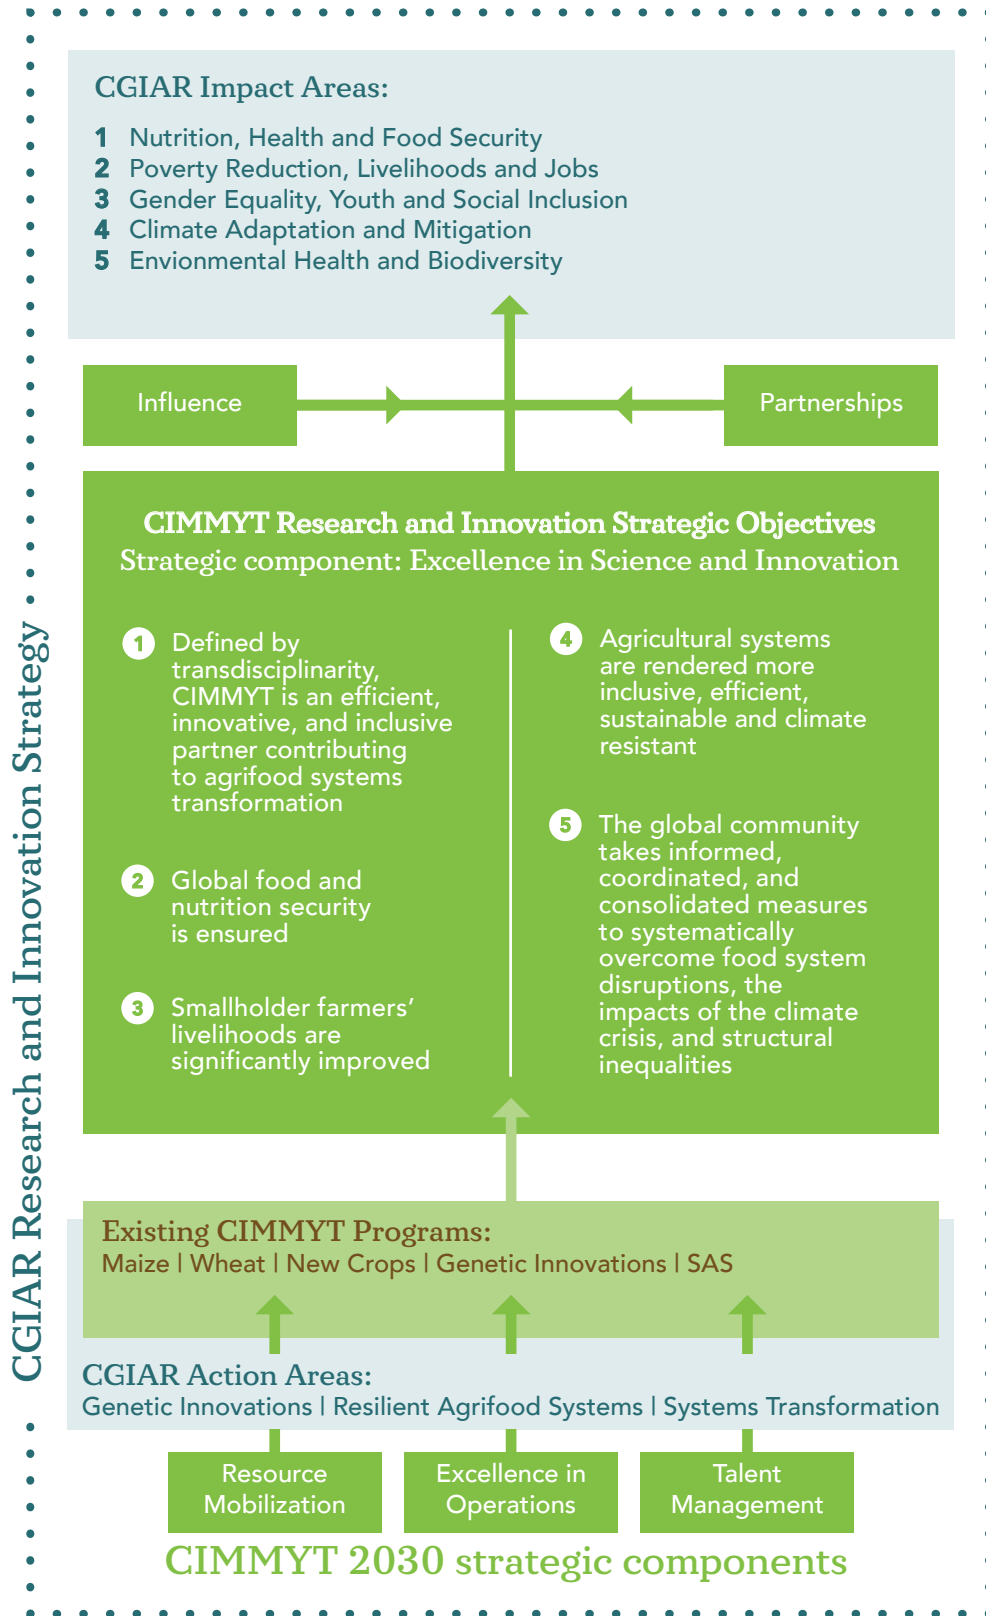 CGIAR Research and Innovation Strategy
CGIAR Impact Areas:
1 Nutrition, Health and Food Security
2 Poverty Reduction, Livelihoods and Jobs
3 Gender Equality, Youth and Social Inclusion
4 Climate Adaptation and Mitigation
5 Envionmental Health and Biodiversity
Influence
Partnerships
CIMMYT Research and Innovation Strategic Objectives
Strategic component: Excellence in Science and Innovation
1 Defined by
transdisciplinarity,
CIMMYT is an efficient,
innovative, and inclusive
partner contributing
to agrifood systems
transformation
2 Global food and
nutrition security
is ensured
3 Smallholder farmers’
livelihoods are
significantly improved
4 Agricultural systems
are rendered more
inclusive, efficient,
sustainable and climate
resistant
5 The global community
takes informed,
coordinated, and
consolidated measures
to systematically
overcome food system
disruptions, the
impacts of the climate
crisis, and structural
inequalities
Existing CIMMYT Programs:
Maize | Wheat | New Crops | Genetic Innovations | SAS
CGIAR Action Areas:
Genetic Innovations | Resilient Agrifood Systems | Systems Transformation
Resource
Mobilization
Excellence in
Operations
Talent
Management
CIMMYT 2030 strategic components